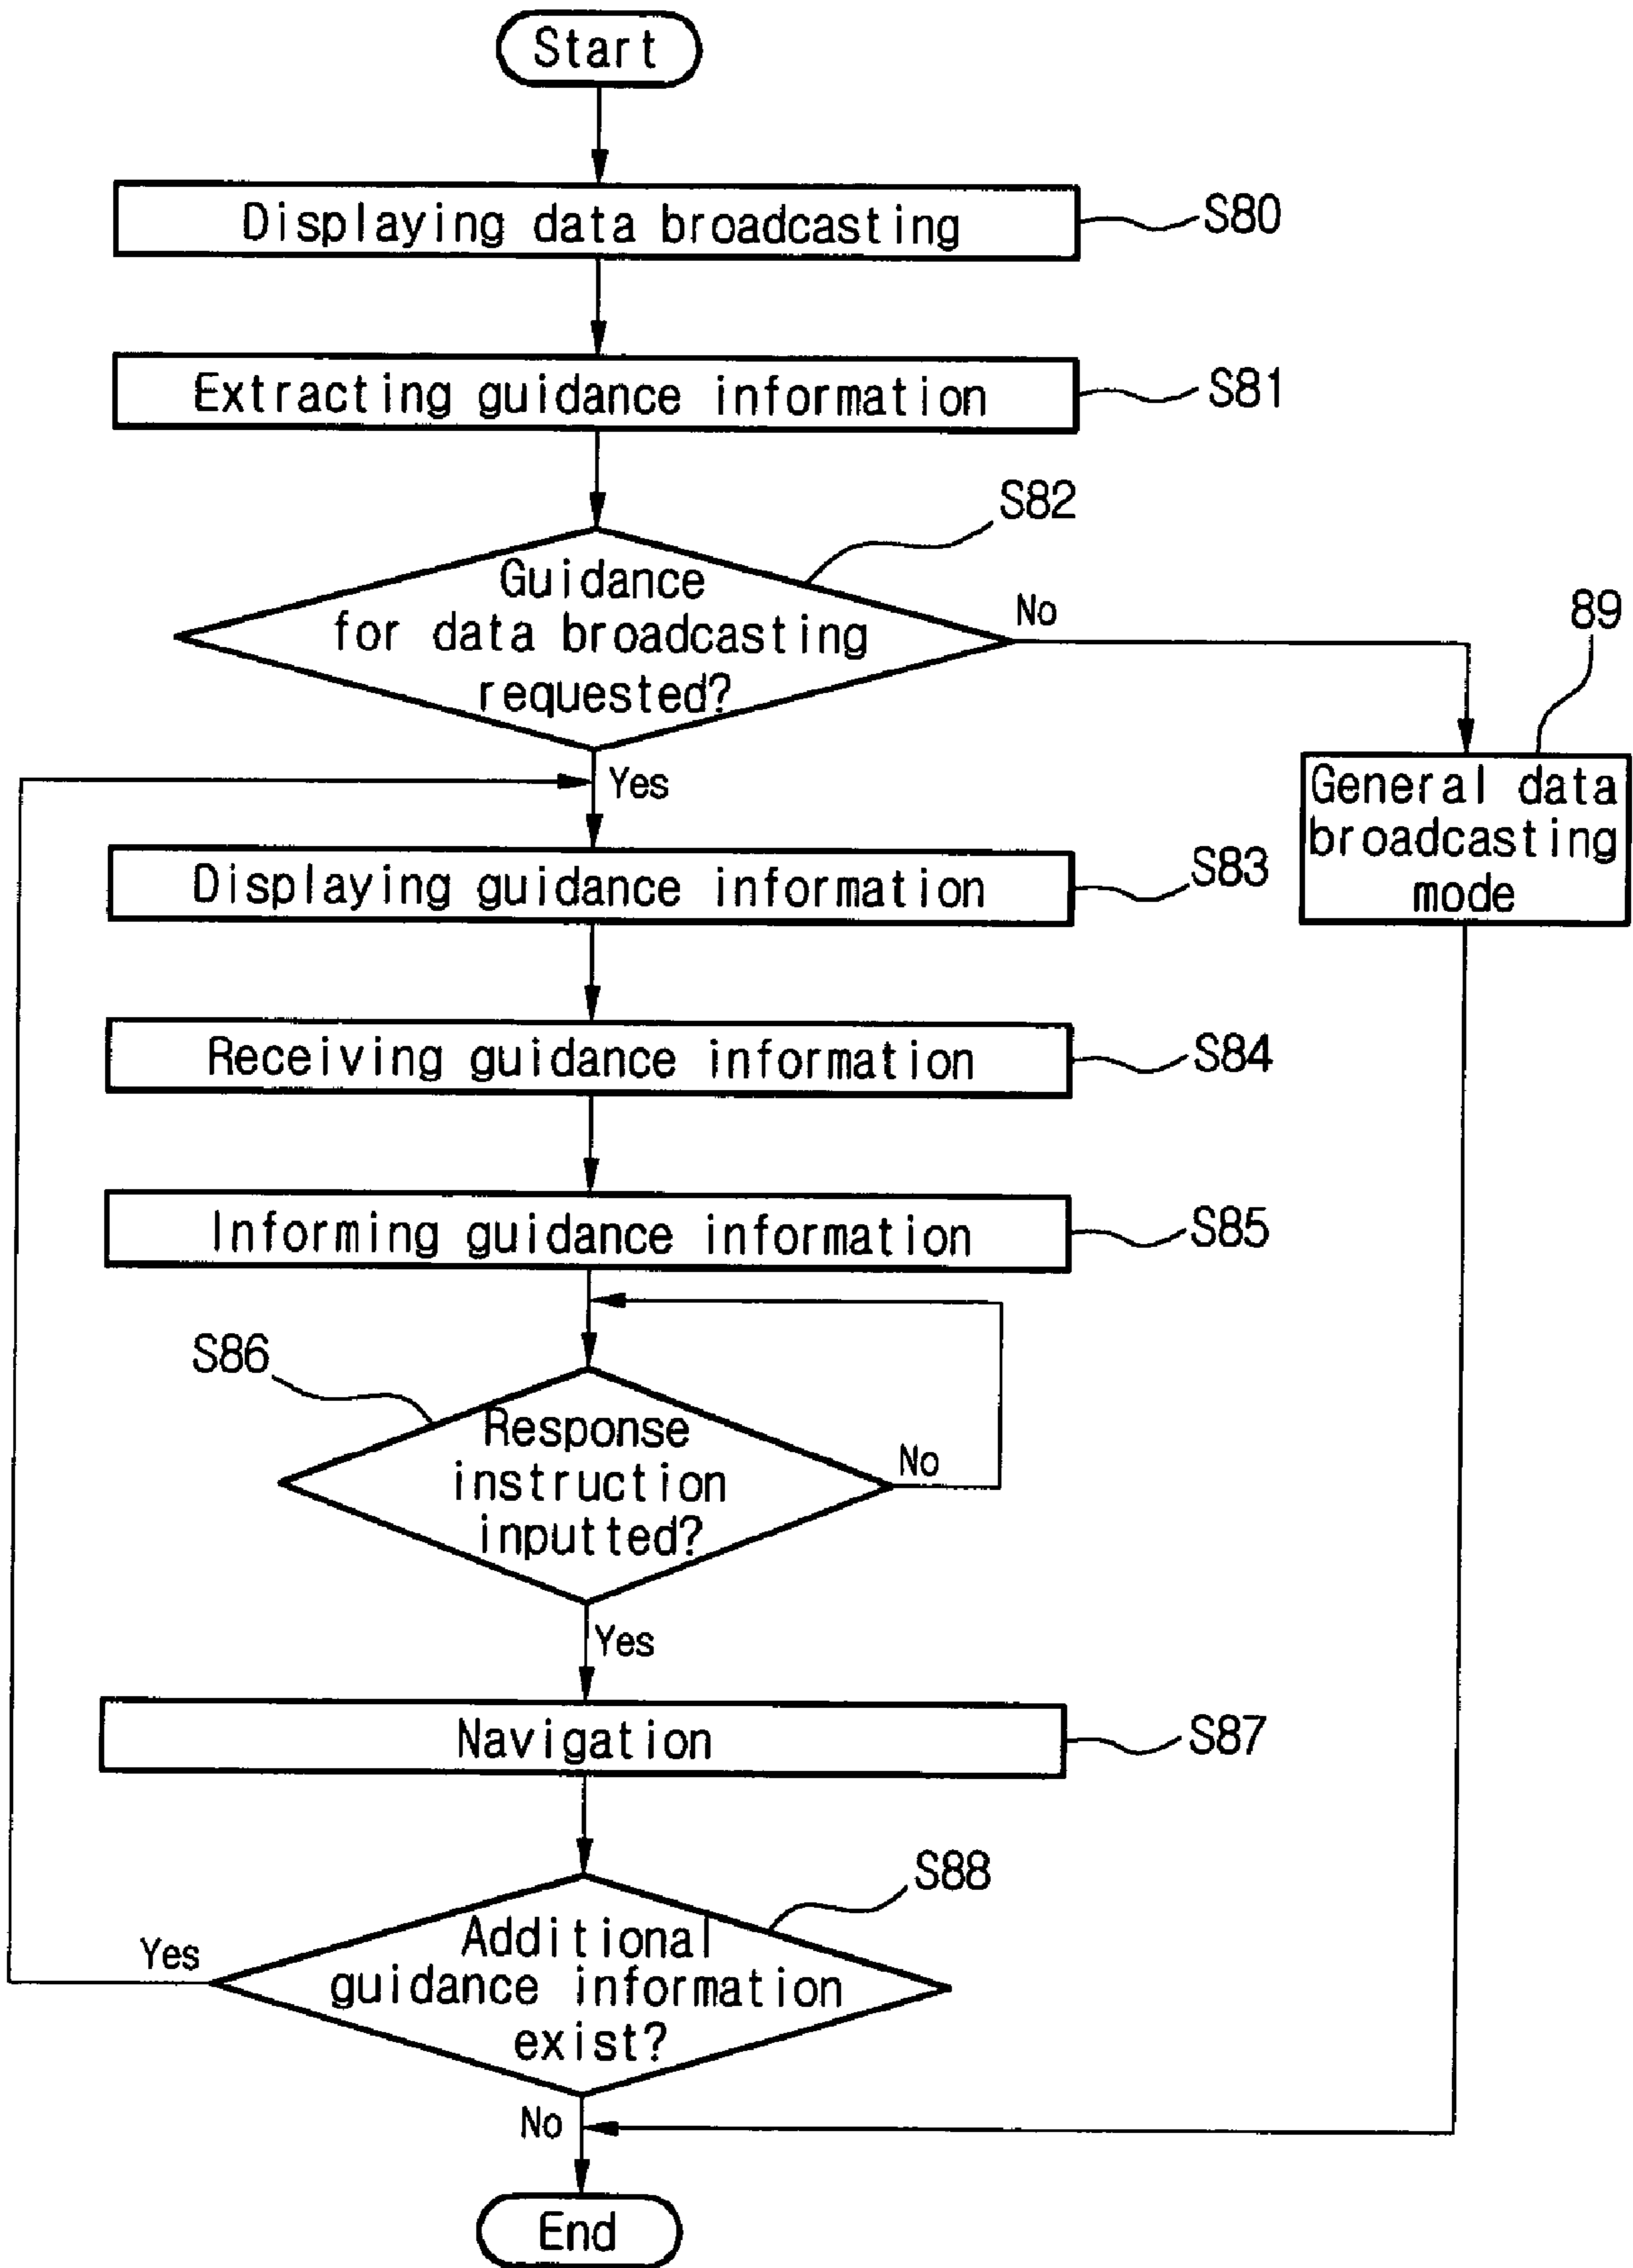 Start
Displaying data broadcasting
S80
Extracting guidance information
S81
S82
Guidance
for data broadcasting
requested?
No
89
Yes
General data
broadcasting
mode
Displaying guidance information
S83
Receiving guidance information
S84
Informing guidance information
S85
S86
Response
instruction
inputted?
No
Yes
Navigation
S87
S88
Additional
guidance information
exist?
Yes
No
End